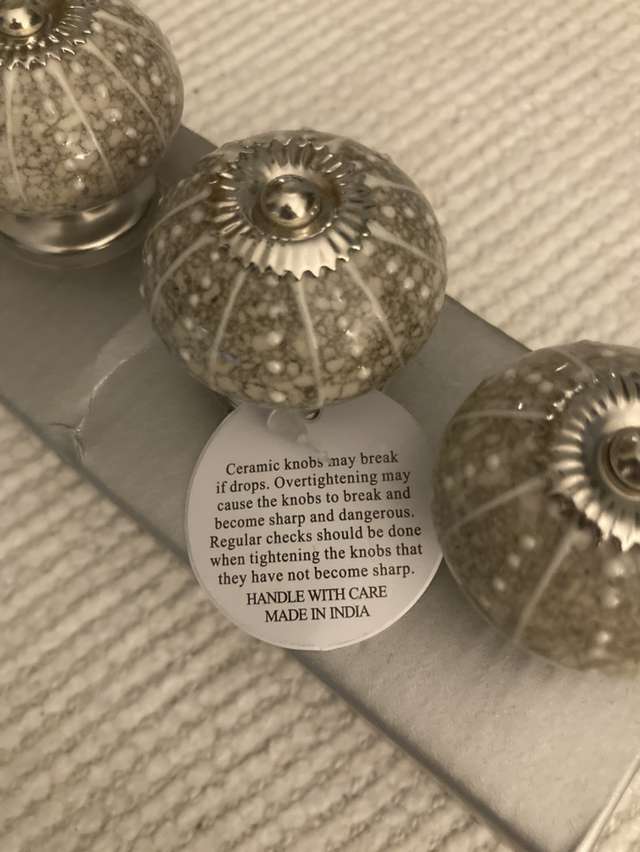 Ceramic knobs may break
if drops. Overtightening may
cause the knobs to break and
become sharp and dangerous.
Regular checks should be done
when tightening the knobs that
they have not become sharp.
HANDLE WITH CARE
MADE IN INDIA